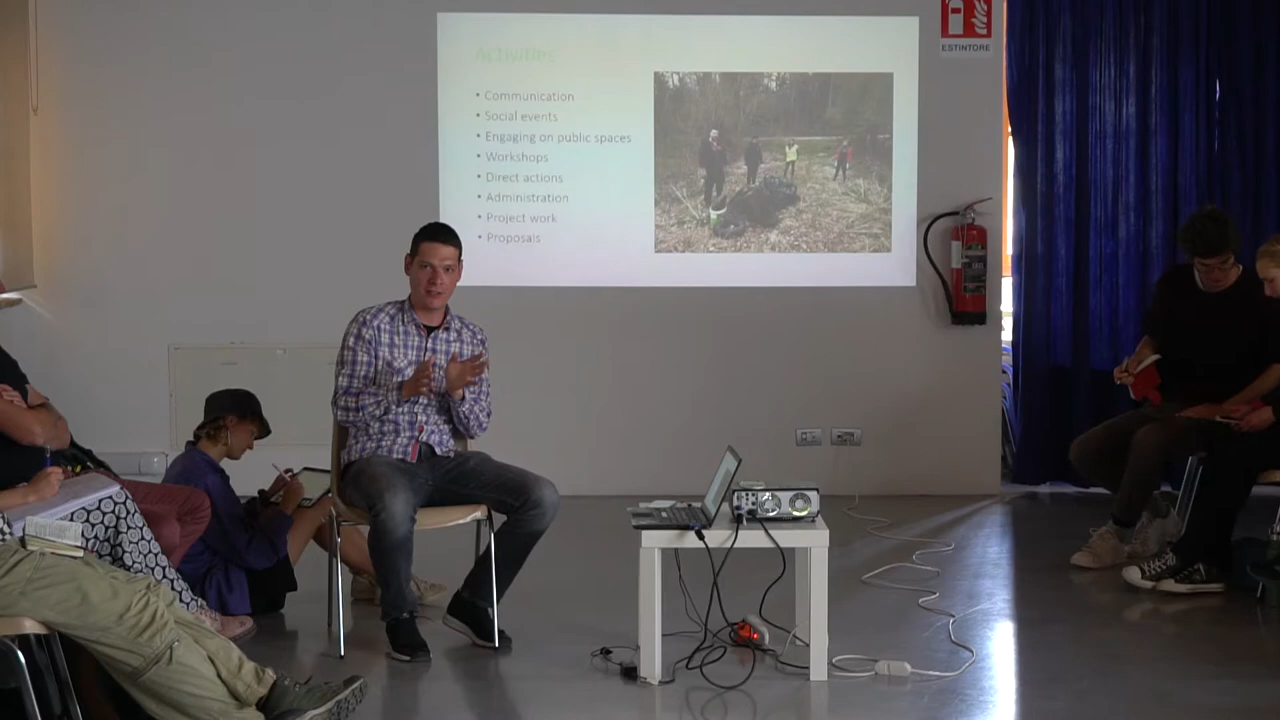 Activities
• Communication
• Social events
• Engaging on public spaces
• Workshops
• Direct actions
• Administration
• Project work
• Proposals
ESTINTORE